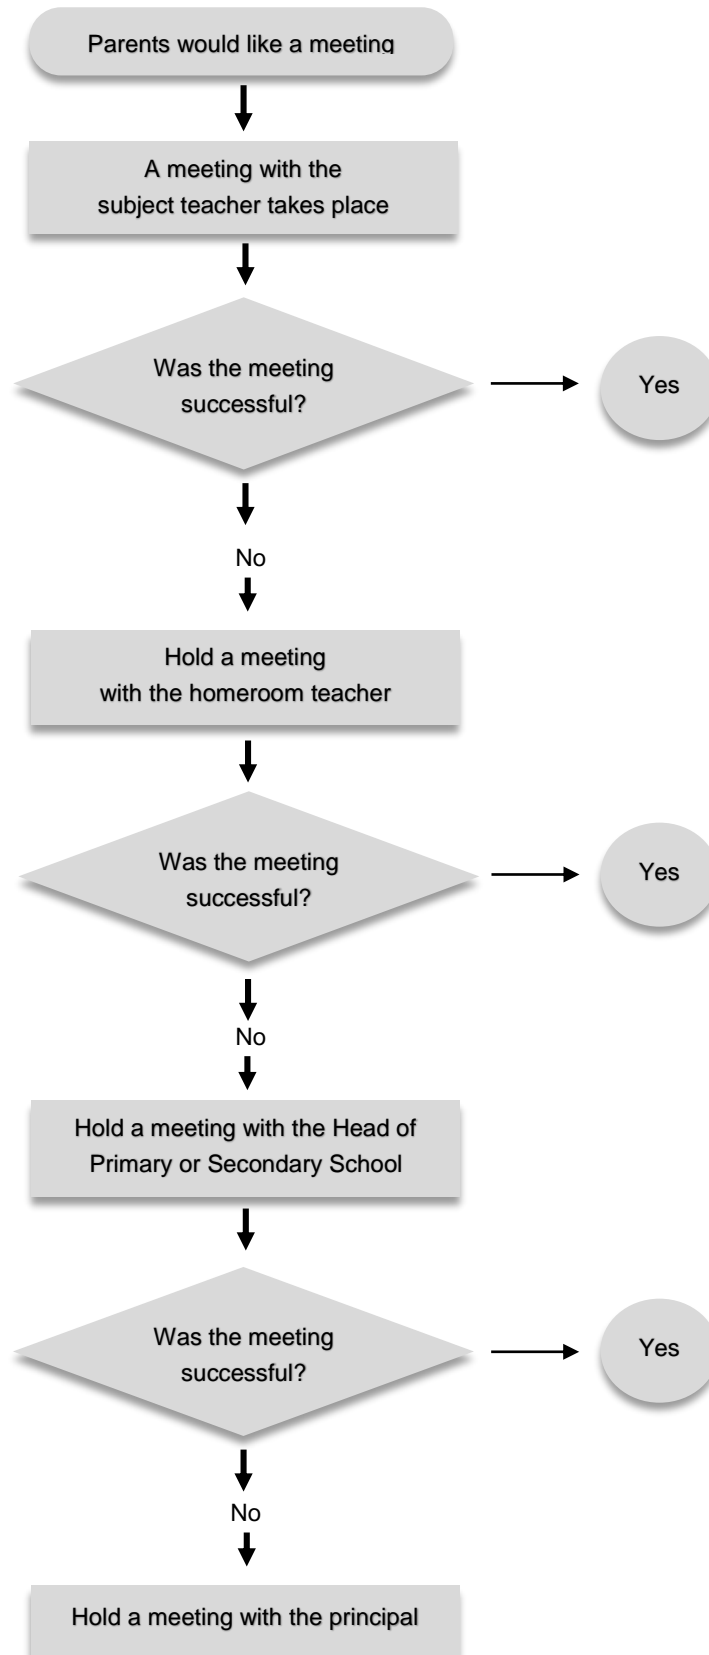 Parents would like a meeting
A meeting with the
subject teacher takes place
Was the meeting
successful?
Yes
No
Hold a meeting
with the homeroom teacher
Was the meeting
successful?
Yes
No
Hold a meeting with the Head of
Primary or Secondary School
Was the meeting
successful?
Yes
No
Hold a meeting with the principal